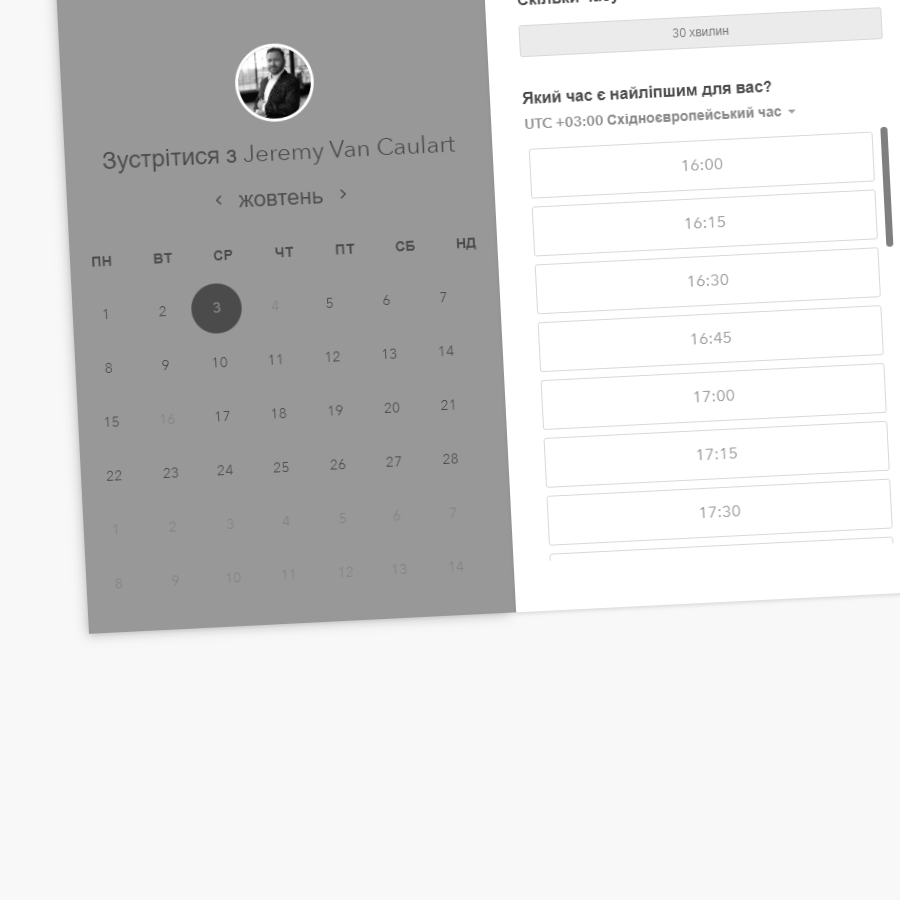 Зустрітися з Jeremy Van Caulart
жовтень
ПН ВТ СР ЧТ ПТ СБ НД
1 2 3 4 5 6 7
8 9 10 11 12 13 14
15 16 17 18 19 20 21
22 23 24 25 26 27 28
1 2 3 4 5 6 7
8 9 10 11 12 13 14
Скільки часу
30 хвилин
Який час є найліпшим для вас?
UTC +03:00 Східноєвропейський час
16:00
16:15
16:30
16:45
17:00
17:15
17:30